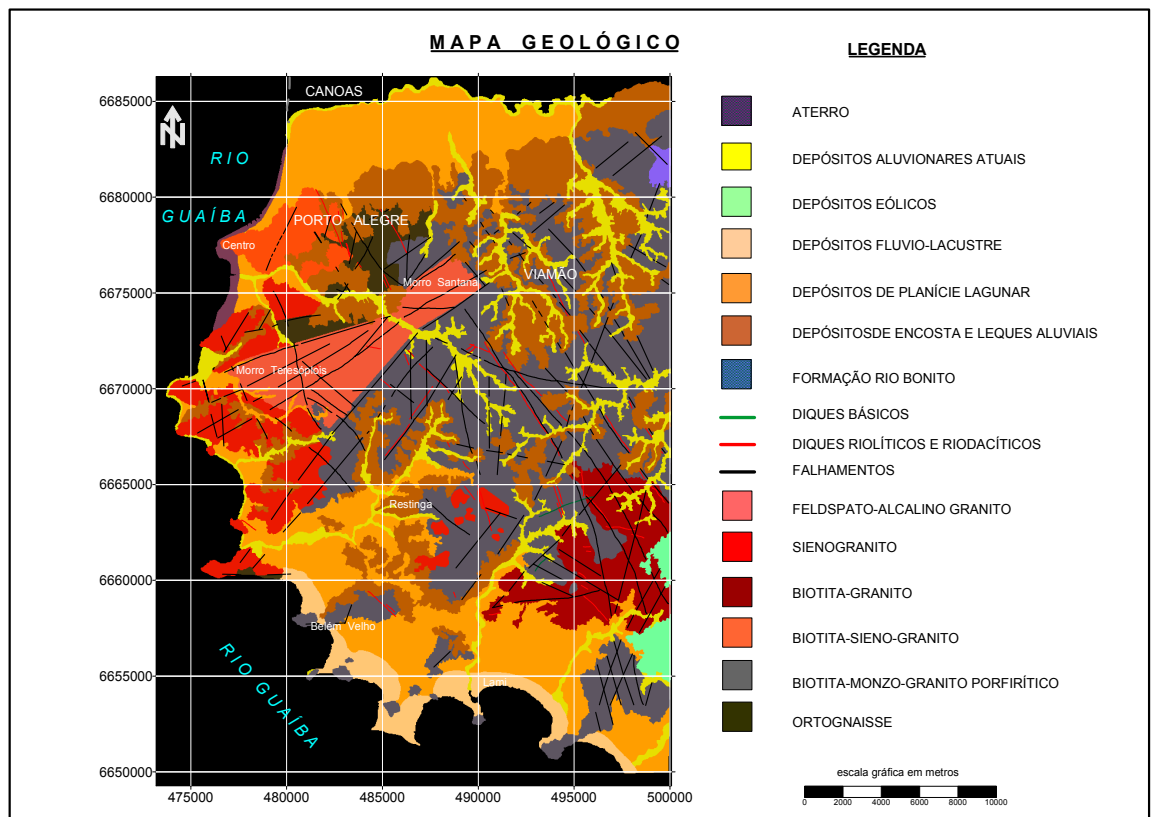 MAPA GEOLÓGICO
LEGENDA
CANOAS
RIO
GUAÍBA
PORTO ALEGRE
Centro
Morro Santana
VIAMÃO
Morro Teresoplois
Restinga
Belém Velho
Lami
RIO GUAÍBA
N
6685000
6680000
6675000
6670000
6665000
6660000
6655000
6650000
475000 480000 485000 490000 495000 500000
ATERRO
DEPÓSITOS ALUVIONARES ATUAIS
DEPÓSITOS EÓLICOS
DEPÓSITOS FLUVIO-LACUSTRE
DEPÓSITOS DE PLANÍCIE LAGUNAR
DEPÓSITOSDE ENCOSTA E LEQUES ALUVIAIS
FORMAÇÃO RIO BONITO
DIQUES BÁSICOS
DIQUES RIOLÍTICOS E RIODACÍTICOS
FALHAMENTOS
FELDSPATO-ALCALINO GRANITO
SIENOGRANITO
BIOTITA-GRANITO
BIOTITA-SIENO-GRANITO
BIOTITA-MONZO-GRANITO PORFIRÍTICO
ORTOGNAISSE
escala gráfica em metros
0 2000 4000 6000 8000 10000